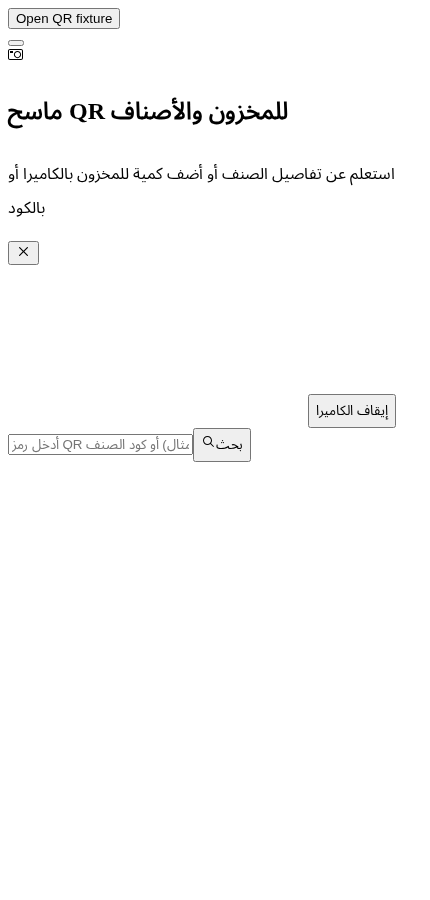 Open QR fixture
ماسح QR للمخزون والأصناف
استعلم عن تفاصيل الصنف أو أضف كمية للمخزون بالكاميرا أو
بالكود
إيقاف الكاميرا
أدخل رمز QR أو كود الصنف (مثال
بحث